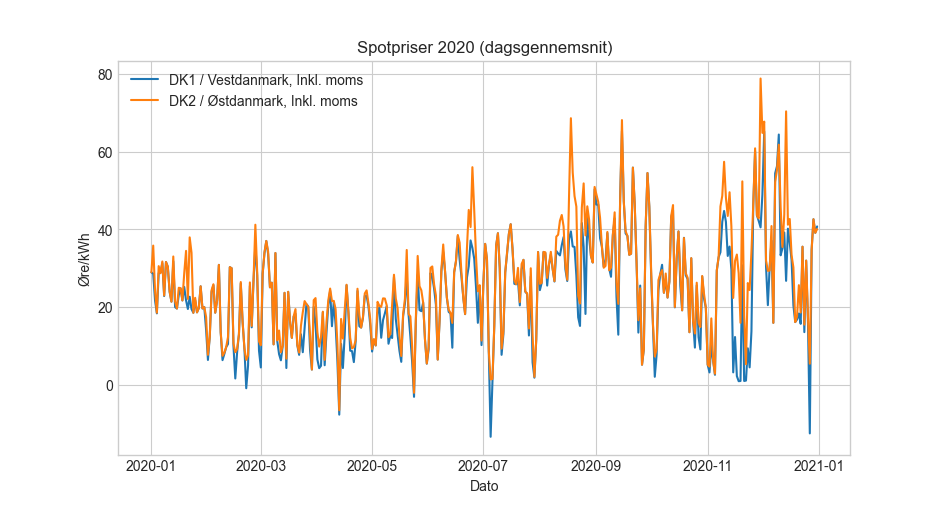 Spotpriser 2020 (dagsgennemsnit)
DK1 / Vestdanmark, Inkl. moms
DK2 / Østdanmark, Inkl. moms
80
60
40
20
0
Øre/kWh
2020-01
2020-03
2020-05
2020-07
2020-09
2020-11
2021-01
Dato